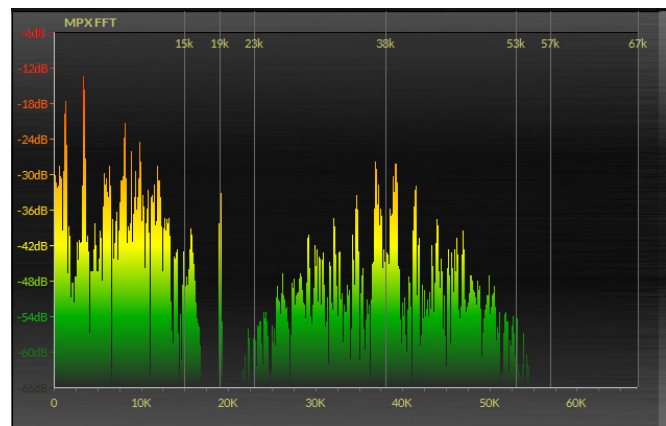 MPX FFT
-6dB
15k 19k 23k 38k 53k 57k 67k
-12dB
-18dB
-24dB
-30dB
-36dB
-42dB
-48dB
-54dB
-60dB
-66dB
0 10K 20K 30K 40K 50K 60K